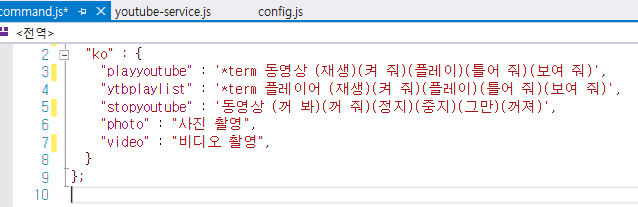 command.js* youtube-service.js config.js
<전역>
2 "ko" : {
3 "playyoutube" : '*term 동영상 (재생)(켜 줘)(플레이)(틀어 줘)(보여 줘)',
4 "ytbplaylist" : '*term 플레이어 (재생)(켜 줘)(플레이)(틀어 줘)(보여 줘)',
5 "stopyoutube" : '동영상 (꺼 봐)(꺼 줘)(정지)(중지)(그만)(꺼져)',
6 "photo" : "사진 촬영",
7 "video" : "비디오 촬영",
8 }
9 };
10